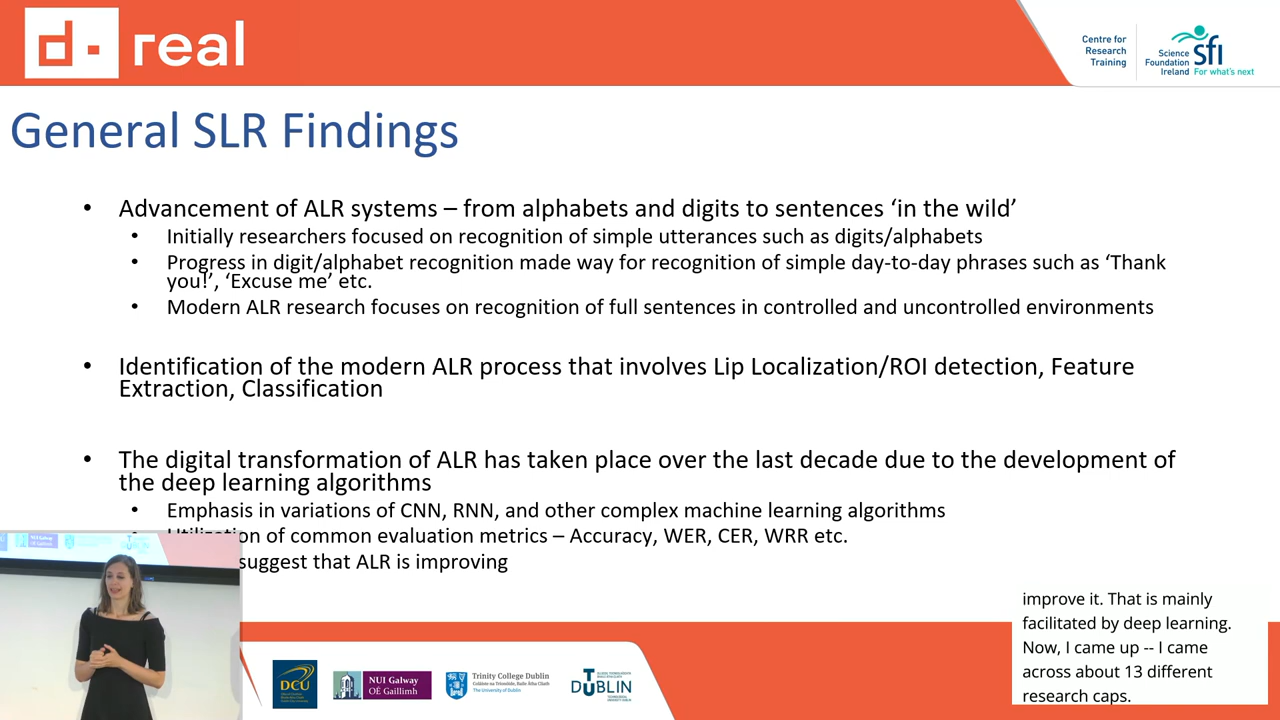 d real
Centre for
Research
Training
Science
Foundation
Ireland
sfi
For what's next
General SLR Findings
• Advancement of ALR systems – from alphabets and digits to sentences ‘in the wild’
• Initially researchers focused on recognition of simple utterances such as digits/alphabets
• Progress in digit/alphabet recognition made way for recognition of simple day-to-day phrases such as ‘Thank
you!’, ‘Excuse me’ etc.
• Modern ALR research focuses on recognition of full sentences in controlled and uncontrolled environments
• Identification of the modern ALR process that involves Lip Localization/ROI detection, Feature
Extraction, Classification
• The digital transformation of ALR has taken place over the last decade due to the development of
the deep learning algorithms
• Emphasis in variations of CNN, RNN, and other complex machine learning algorithms
Utilization of common evaluation metrics – Accuracy, WER, CER, WRR etc.
suggest that ALR is improving
improve it. That is mainly
facilitated by deep learning.
Now, I came up -- I came
across about 13 different
research caps.
DCU
NUI Galway
OÉ Gaillimh
Trinity College Dublin
Coláiste na Tríonóide, Baile Átha Cliath
The University of Dublin
DUBLIN